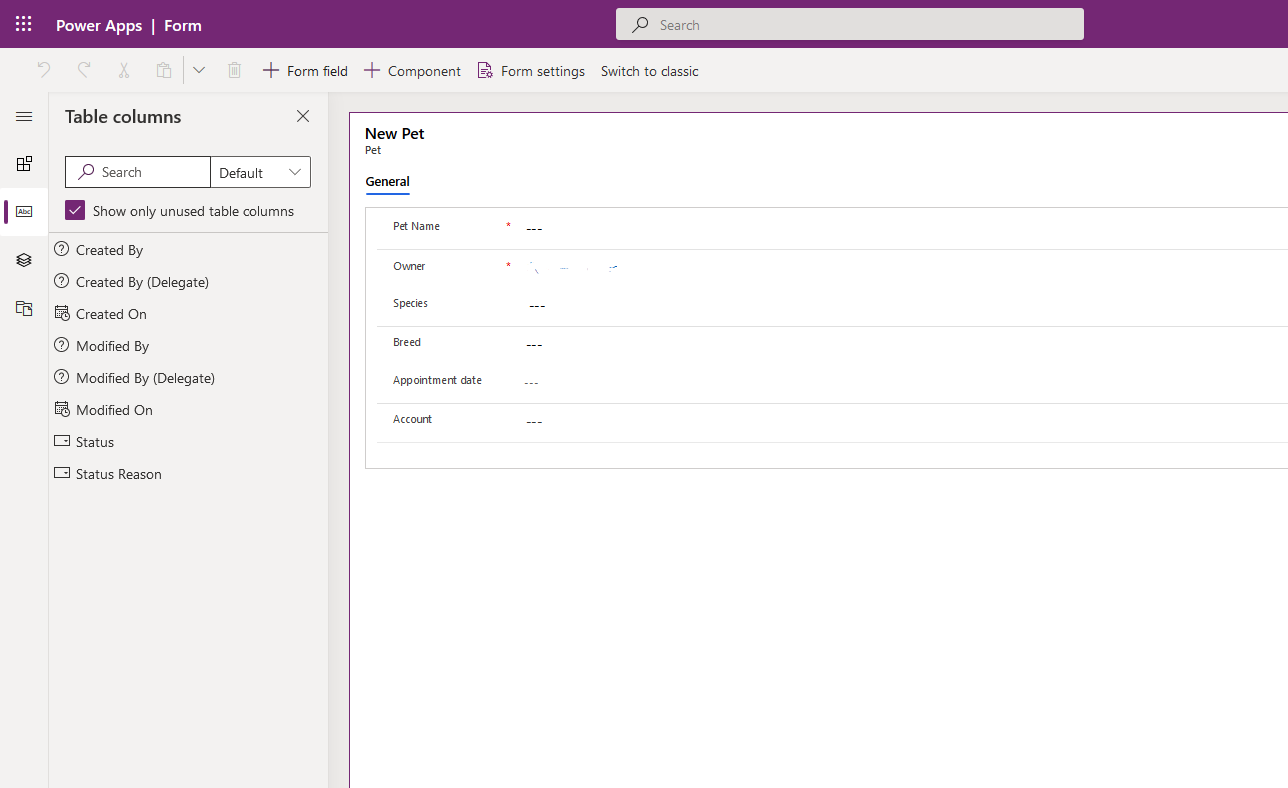 Power Apps | Form
Search
Form field
Component
Form settings
Switch to classic
Table columns
Search
Default
Show only unused table columns
Created By
Created By (Delegate)
Created On
Modified By
Modified By (Delegate)
Modified On
Status
Status Reason
Abc
New Pet
Pet
General
Pet Name * ---
Owner *
Species ---
Breed ---
Appointment date ---
Account ---